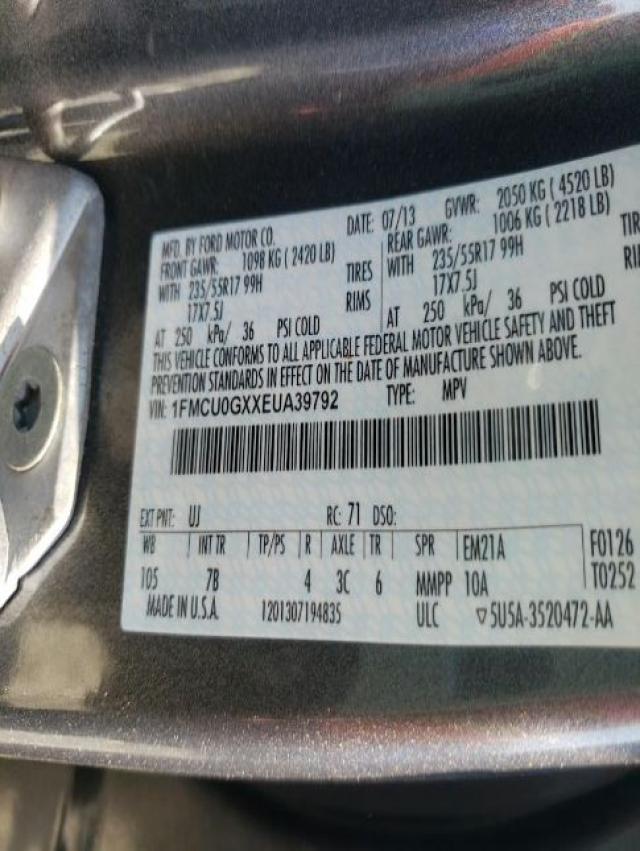 MFD. BY FORD MOTOR CO. DATE: 07/13 GVWR: 2050 KG ( 4520 LB)
FRONT GAWR: 1098 KG ( 2420 LB) REAR GAWR: 1006 KG ( 2218 LB)
WITH 235/55R17 99H TIRES WITH 235/55R17 99H
17X7.5J RIMS 17X7.5J
AT 250 kPa/ 36 PSI COLD AT 250 kPa/ 36 PSI COLD
THIS VEHICLE CONFORMS TO ALL APPLICABLE FEDERAL MOTOR VEHICLE SAFETY AND THEFT
PREVENTION STANDARDS IN EFFECT ON THE DATE OF MANUFACTURE SHOWN ABOVE.
VIN: 1FMCU0GXXEUA39792 TYPE: MPV
EXT PNT: UJ RC: 71 DSO:
WB INT TR TP/PS R AXLE TR SPR EM21A F0126
105 7B 4 3C 6 MMPP 10A T0252
MADE IN U.S.A. 1201307194835 ULC ▽5U5A-3520472-AA